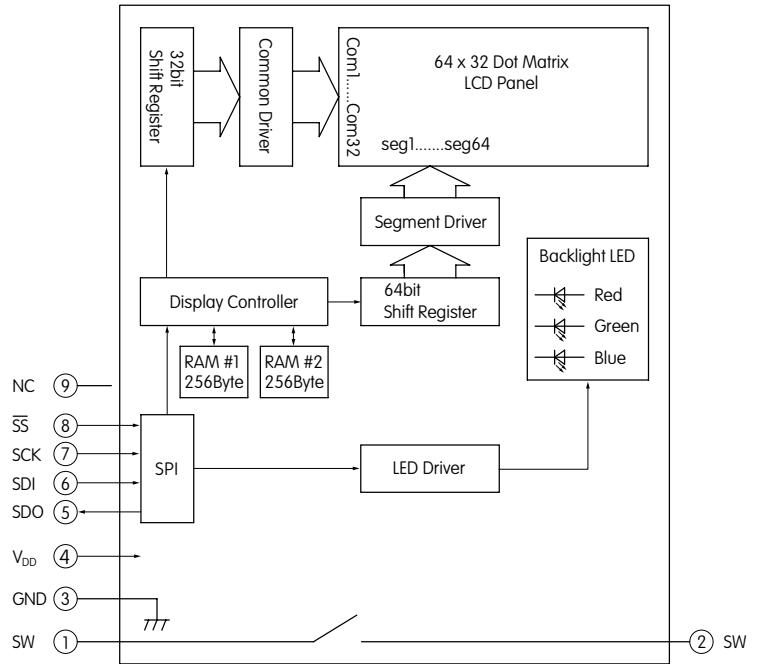 32bit
Shift Register
Common Driver
Com1......Com32
64 x 32 Dot Matrix
LCD Panel
seg1.......seg64
Segment Driver
Backlight LED
Red
Green
Blue
Display Controller
64bit
Shift Register
RAM #1
256Byte
RAM #2
256Byte
NC 9
S̅S̅ 8
SCK 7
SDI 6
SDO 5
SPI
LED Driver
VDD 4
GND 3
SW 1
2 SW